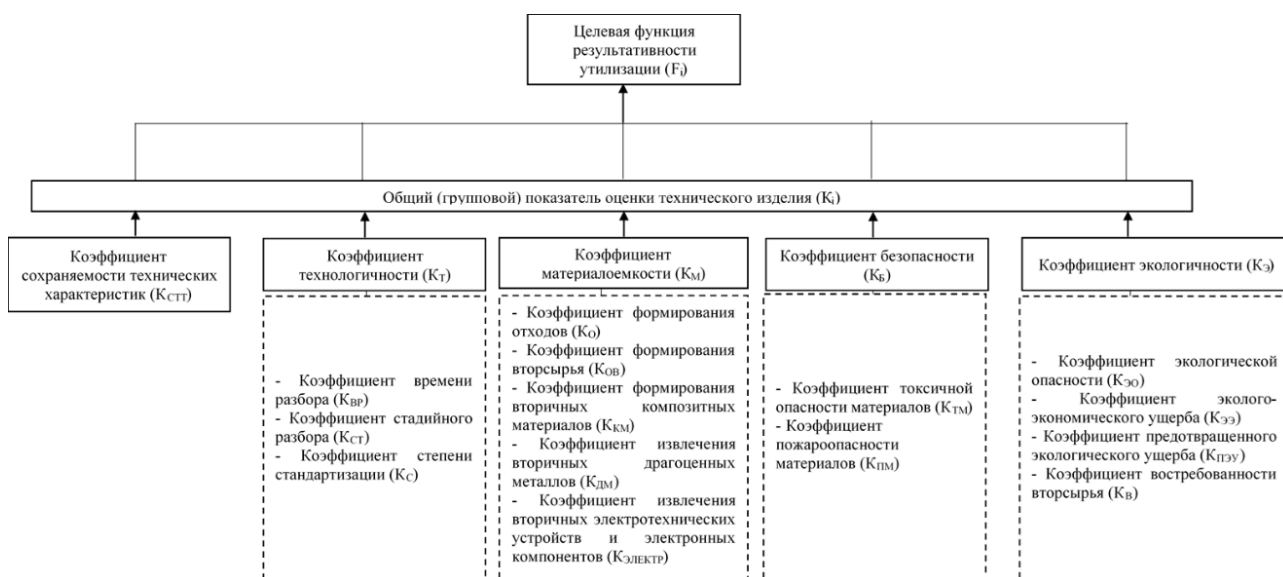 Целевая функция
результативности
утилизации (Fi)
Общий (групповой) показатель оценки технического изделия (Ki)
Коэффициент
сохраняемости технических
характеристик (КСТТ)
Коэффициент
технологичности (КТ)
- Коэффициент времени
разбора (КВР)
- Коэффициент стадийного
разбора (КСТ)
- Коэффициент степени
стандартизации (КС)
Коэффициент
материалоемкости (КМ)
- Коэффициент формирования
отходов (КО)
- Коэффициент формирования
вторсырья (КОВ)
- Коэффициент формирования
вторичных композитных
материалов (ККМ)
- Коэффициент извлечения
вторичных драгоценных
металлов (КДМ)
- Коэффициент извлечения
вторичных электротехнических
устройств и электронных
компонентов (КЭЛЕКТР)
Коэффициент безопасности
(КБ)
- Коэффициент токсичной
опасности материалов (КТМ)
- Коэффициент
пожароопасности
материалов (КПМ)
Коэффициент экологичности (КЭ)
- Коэффициент экологической
опасности (КЭО)
- Коэффициент эколого-
экономического ущерба (КЭЭ)
- Коэффициент предотвращенного
экологического ущерба (КПЭУ)
- Коэффициент востребованности
вторсырья (КВ)